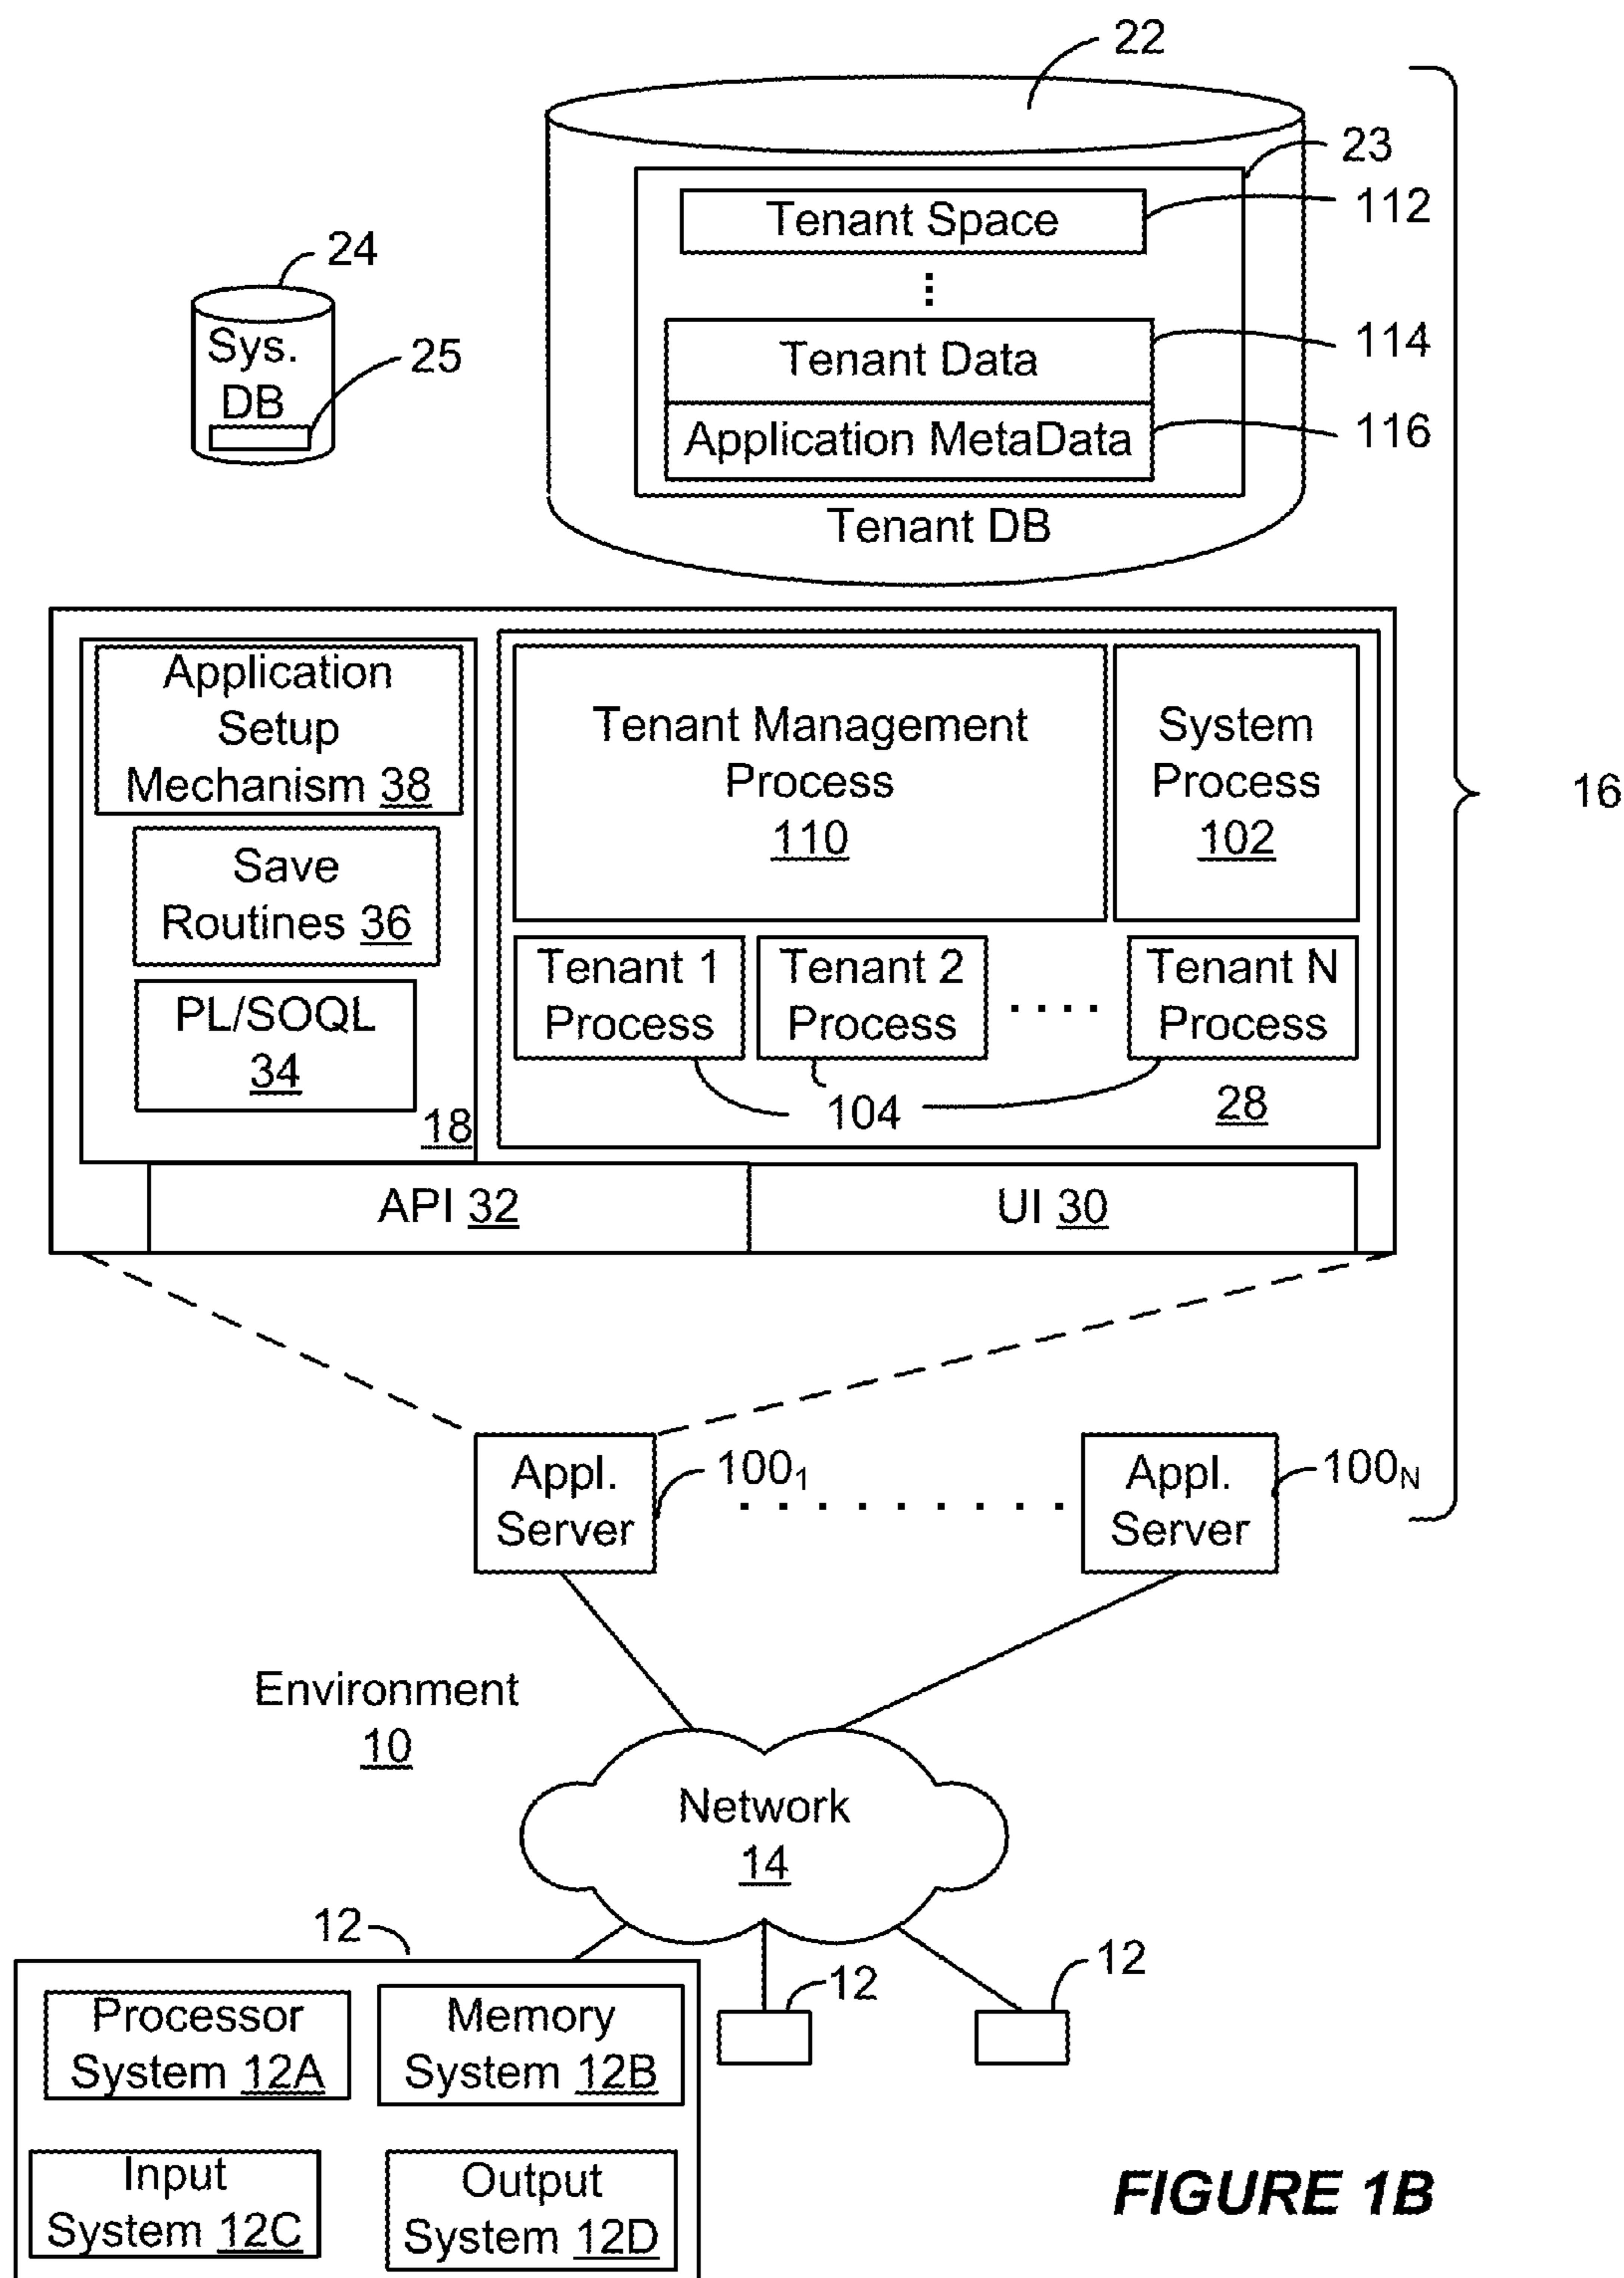 22
23
Tenant Space
112
24
Sys.
DB
25
Tenant Data
114
Application MetaData
116
Tenant DB
Application
Setup
Mechanism 38
Tenant Management
Process
110
System
Process
102
16
Save
Routines 36
Tenant 1
Process
Tenant 2
Process
....
Tenant N
Process
PL/SOQL
34
104
28
18
API 32
UI 30
Appl.
Server
100₁
.........
Appl.
Server
100N
Environment
10
Network
14
12
12
12
Processor
System 12A
Memory
System 12B
Input
System 12C
Output
System 12D
FIGURE 1B